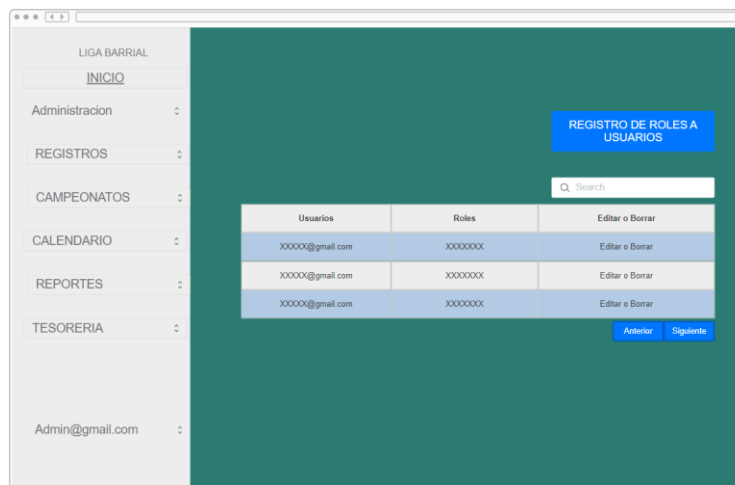 LIGA BARRIAL
INICIO
Administracion
REGISTROS
CAMPEONATOS
CALENDARIO
REPORTES
TESORERIA
Admin@gmail.com
REGISTRO DE ROLES A
USUARIOS
Search
Usuarios Roles Editar o Borrar
XXXXX@gmail.com XXXXXXX Editar o Borrar
XXXXX@gmail.com XXXXXXX Editar o Borrar
XXXXX@gmail.com XXXXXXX Editar o Borrar
Anterior Siguiente